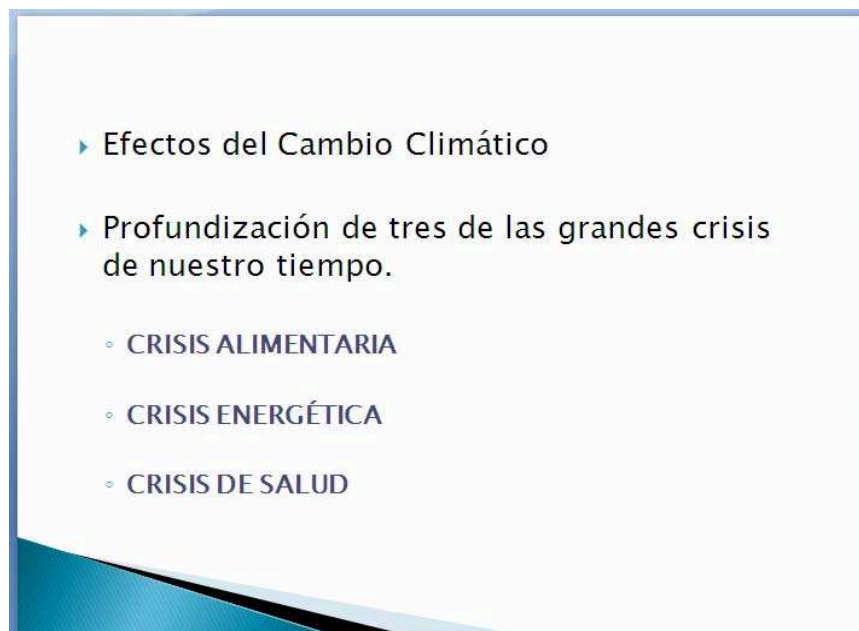 Efectos del Cambio Climático
Profundización de tres de las grandes crisis
de nuestro tiempo.
CRISIS ALIMENTARIA
CRISIS ENERGÉTICA
CRISIS DE SALUD